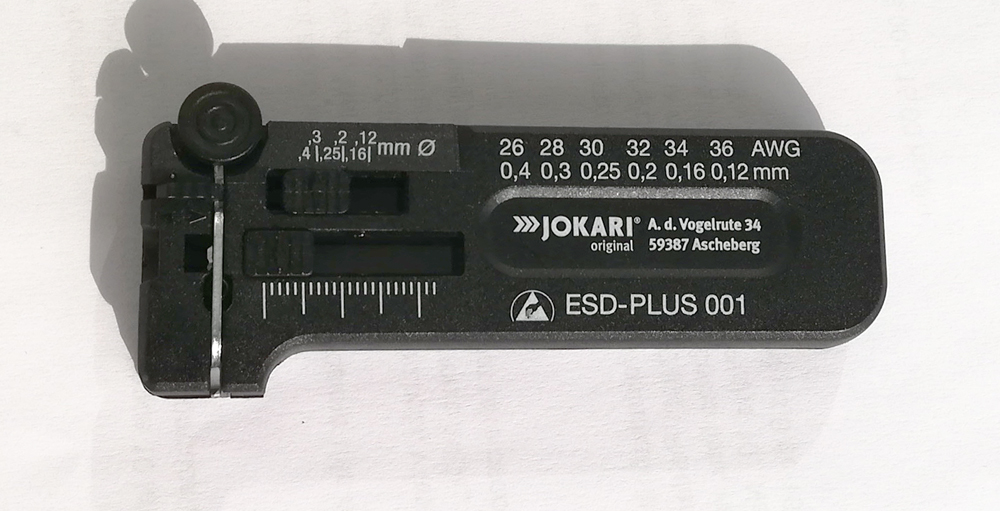 ,3 ,2 ,12
,4 ,25 ,16 mm Ø
26 28 30 32 34 36 AWG
0,4 0,3 0,25 0,2 0,16 0,12 mm
JOKARI® A. d. Vogelrute 34
original 59387 Ascheberg
ESD-PLUS 001